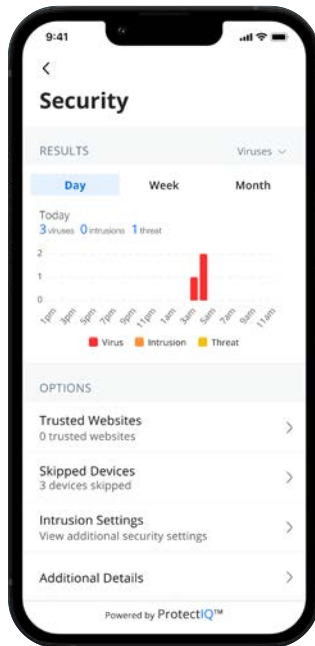 9:41
Security
RESULTS
Viruses
Day Week Month
Today
3 viruses 0 intrusions 1 threat
2
1
0
1pm 3pm 5pm 7pm 9pm 11pm 1am 3am 5am 7am 9am 11am
Virus Intrusion Threat
OPTIONS
Trusted Websites
0 trusted websites
Skipped Devices
3 devices skipped
Intrusion Settings
View additional security settings
Additional Details
Powered by ProtectIQ™